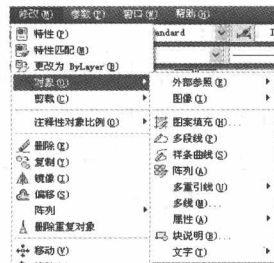 修改(M) 参数(P) 窗口(W) 帮助(H)
特性(P)
特性匹配(M)
更改为 ByLayer(B)
对象(O)
剪裁(C)
注释性对象比例(O)
删除(E)
复制(Y)
镜像(I)
偏移(S)
阵列
删除重复对象
移动(V)
andard
外部参照(E)
图像(I)
图案填充(H)...
多段线(P)
样条曲线(S)
阵列(A)
多重引线(U)
多线(M)...
属性(A)
块说明(B)...
文字(T)